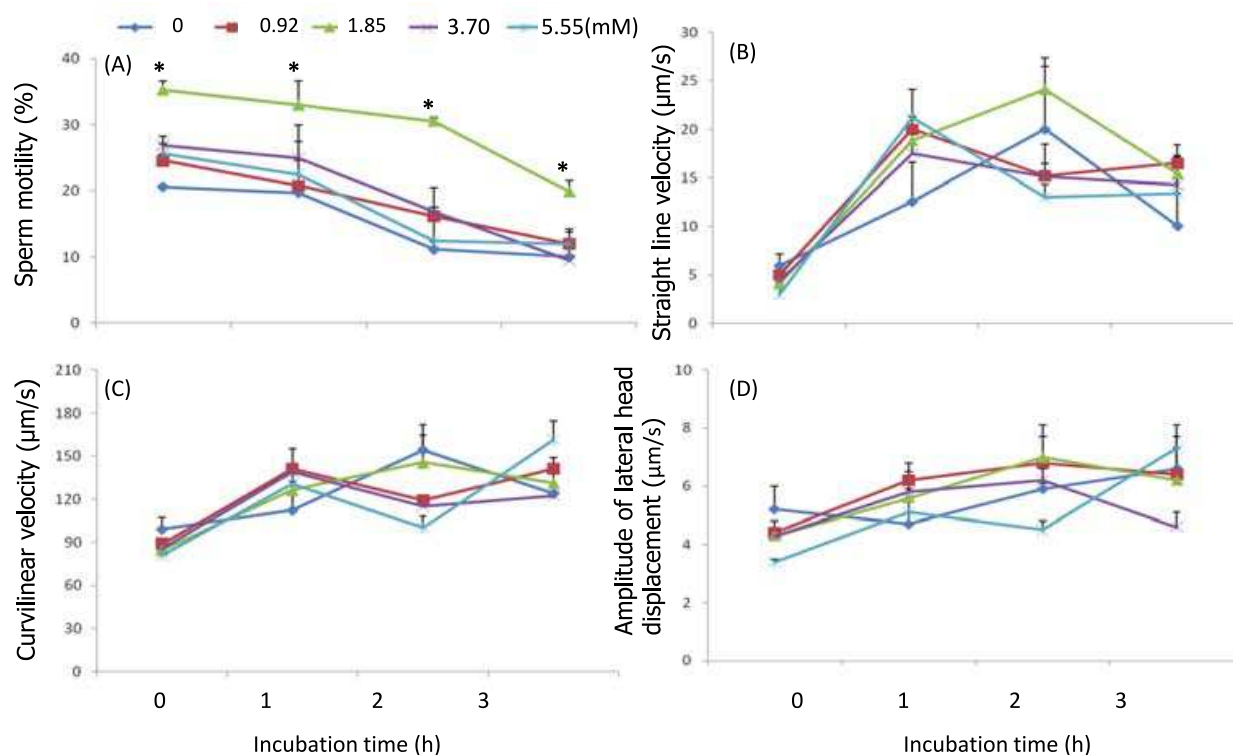 0 0.92 1.85 3.70 5.55(mM)
(A)
Sperm motility (%)
40
30
20
10
0
* * * *
(B)
Straight line velocity (µm/s)
30
25
20
15
10
5
0
(C)
Curvilinear velocity (µm/s)
210
180
150
120
90
60
30
0
0 1 2 3
Incubation time (h)
(D)
Amplitude of lateral head
displacement (µm/s)
10
8
6
4
2
0
0 1 2 3
Incubation time (h)